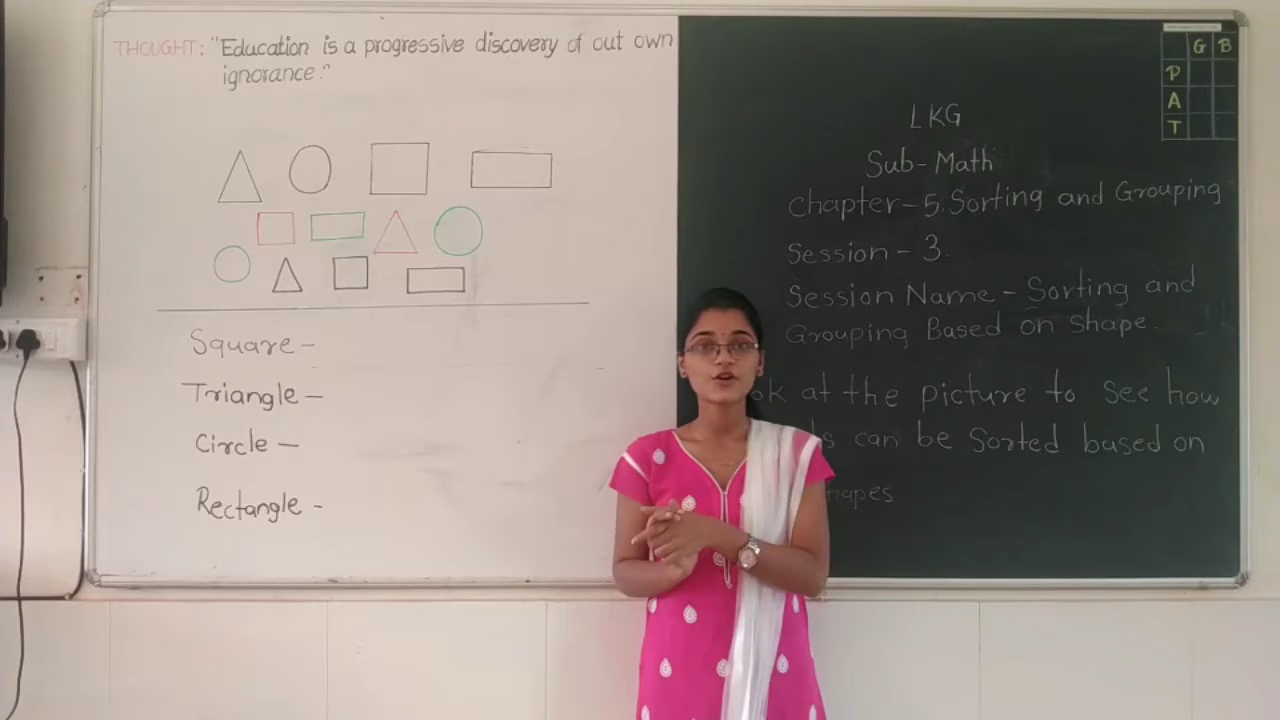 THOUGHT: "Education is a progressive discovery of out own
ignorance."
Square -
Triangle -
Circle -
Rectangle -
G B
P
A
T
LKG
Sub-Math
Chapter-5. Sorting and Grouping
Session - 3.
Session Name - Sorting and
Grouping Based on Shape.
at the picture to see how
can be Sorted based on